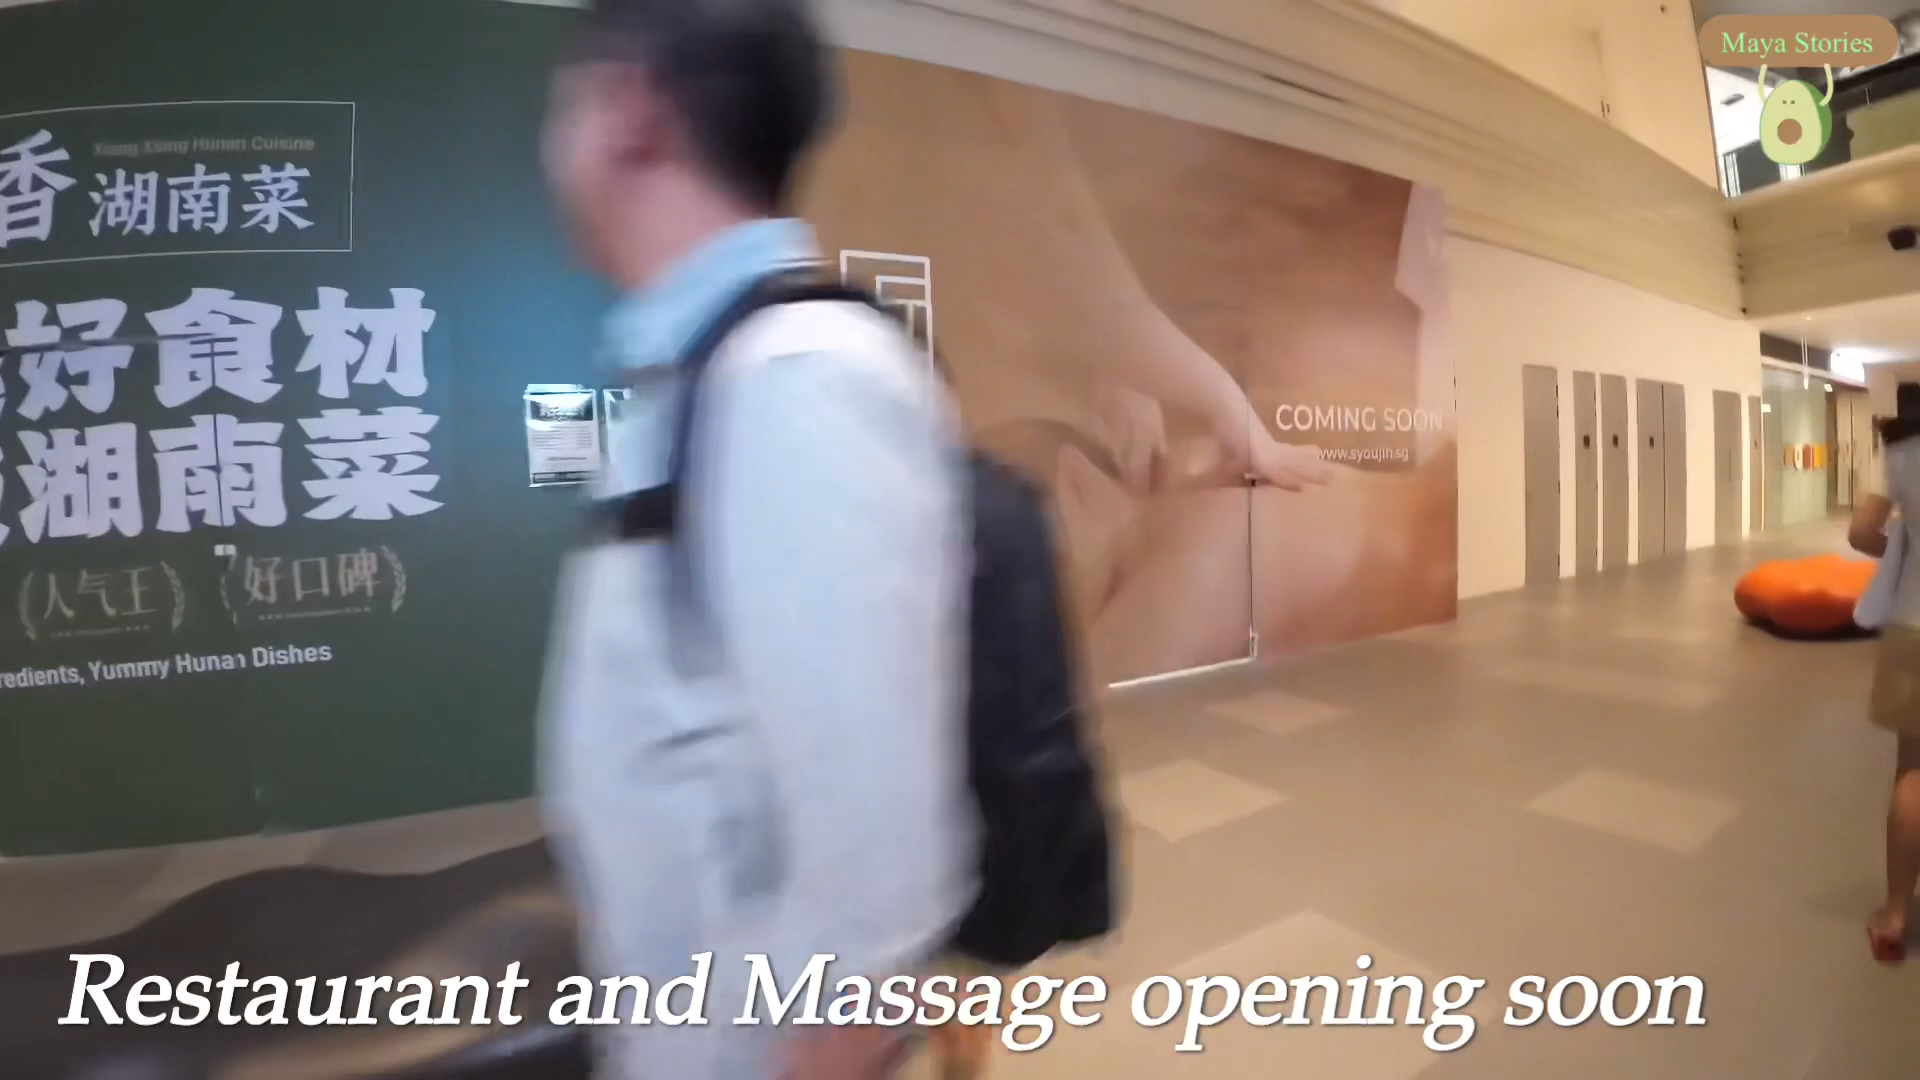 Maya Stories
香
Xiang Xiang Hunan Cuisine
湖南菜
好食材
湖南菜
人气王
好口碑
redients, Yummy Hunan Dishes
COMING SOON
www.syoujin.sg
Restaurant and Massage opening soon